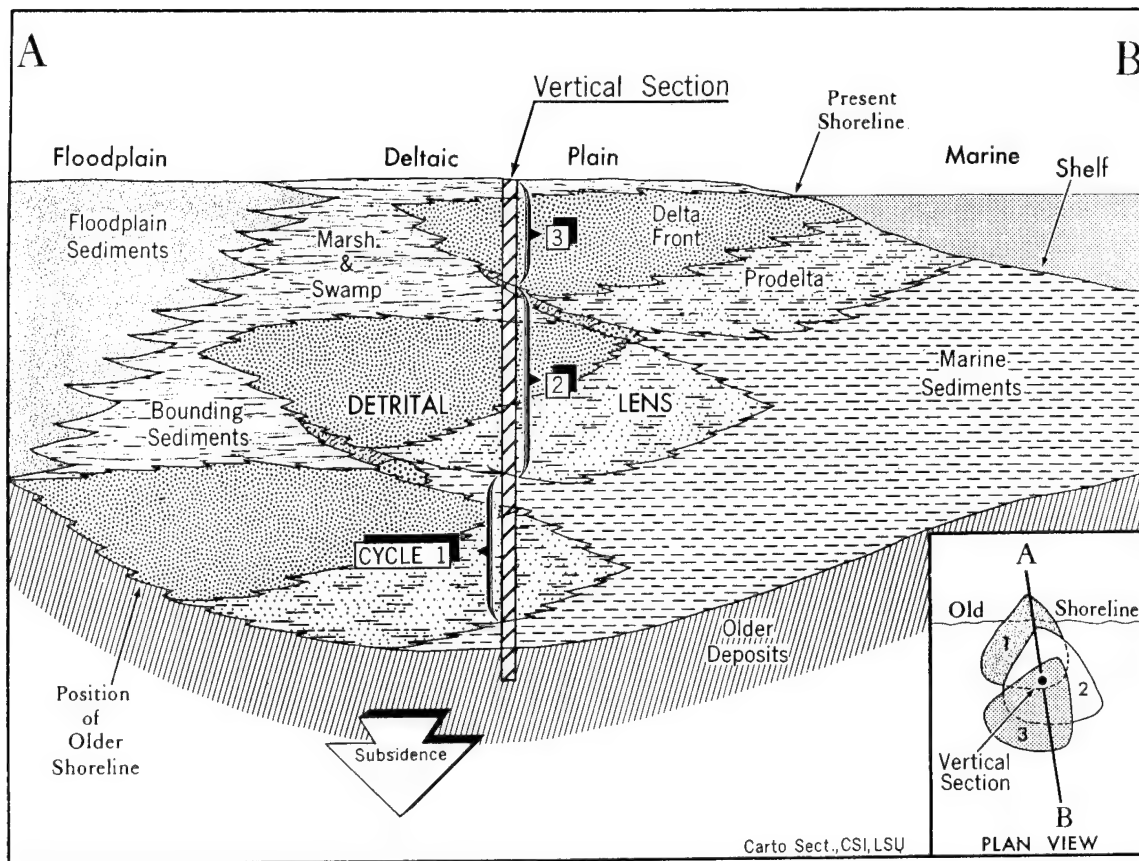 A
B
Vertical Section
Present
Shoreline
Floodplain
Deltaic
Plain
Marine
Shelf
Floodplain
Sediments
Marsh
&
Swamp
3
Delta
Front
Prodelta
2
Marine
Sediments
Bounding
Sediments
DETRITAL
LENS
CYCLE 1
Older
Deposits
Position
of
Older
Shoreline
Subsidence
A
Old
Shoreline
1
2
3
Vertical
Section
B
PLAN VIEW
Carto Sect., CSI, LSU